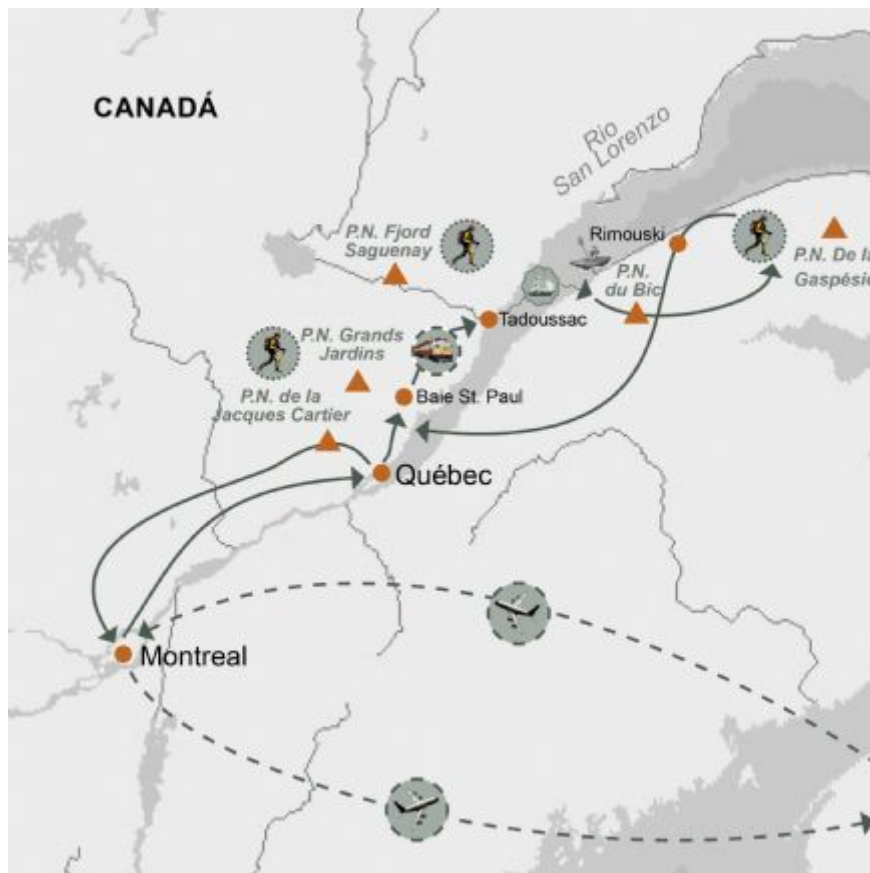 CANADÁ
Rio
San Lorenzo
P.N. Fjord
Saguenay
Rimouski
P.N. De la
Gaspésie
P.N.
du Bic
Tadoussac
P.N. Grands
Jardins
Baie St. Paul
P.N. de la
Jacques Cartier
Québec
Montreal